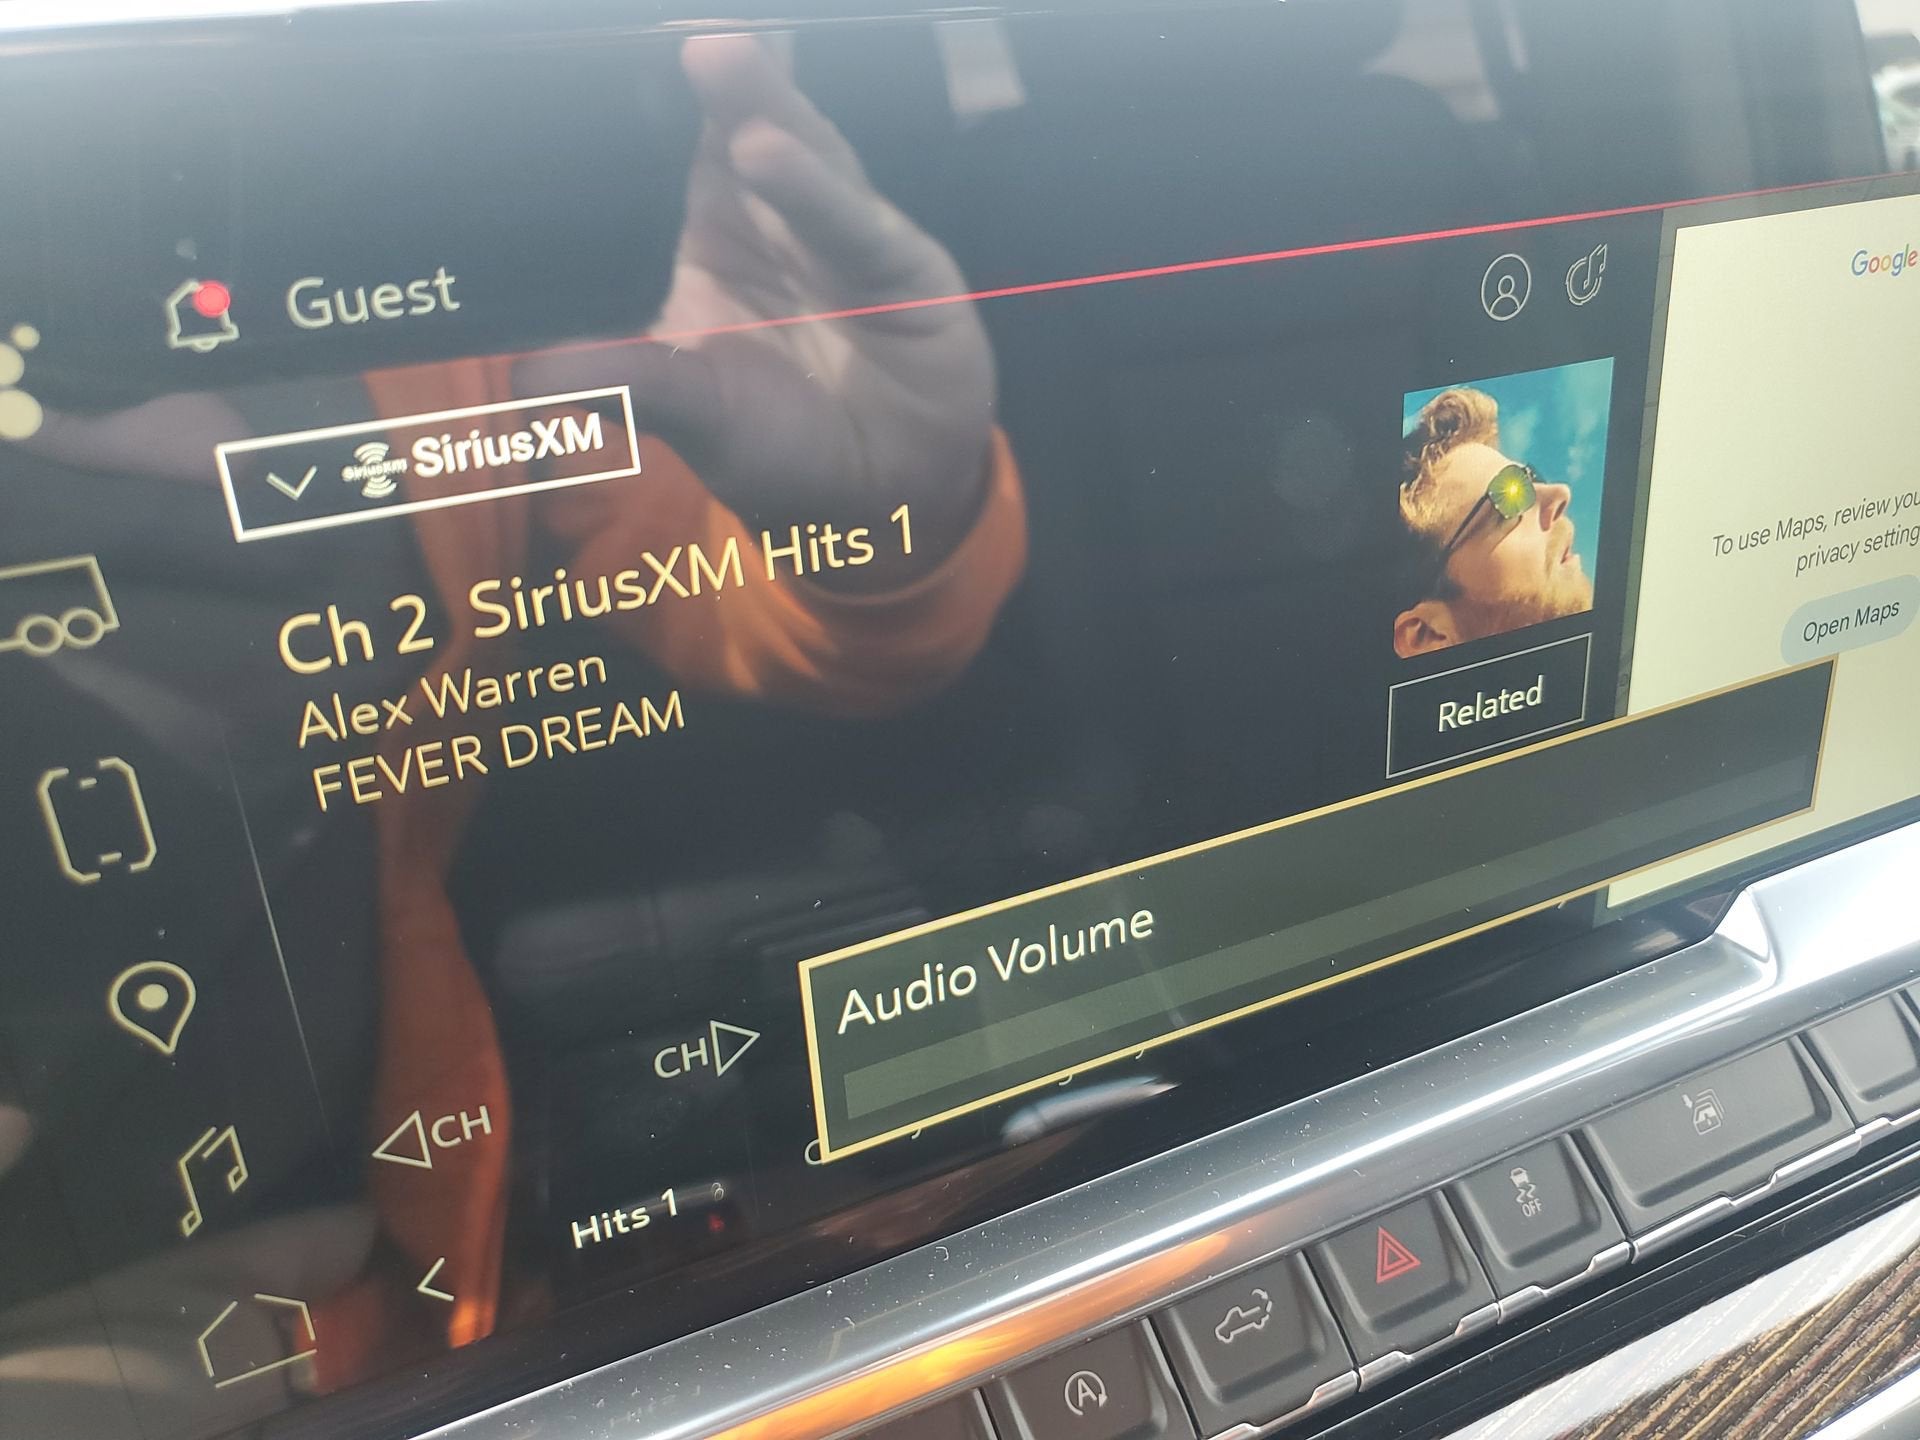 Guest
SiriusXM SiriusXM
Ch 2 SiriusXM Hits 1
Alex Warren
FEVER DREAM
Related
Google
To use Maps, review you
privacy setting
Open Maps
Audio Volume
CH
CH
Hits 1
OFF
A